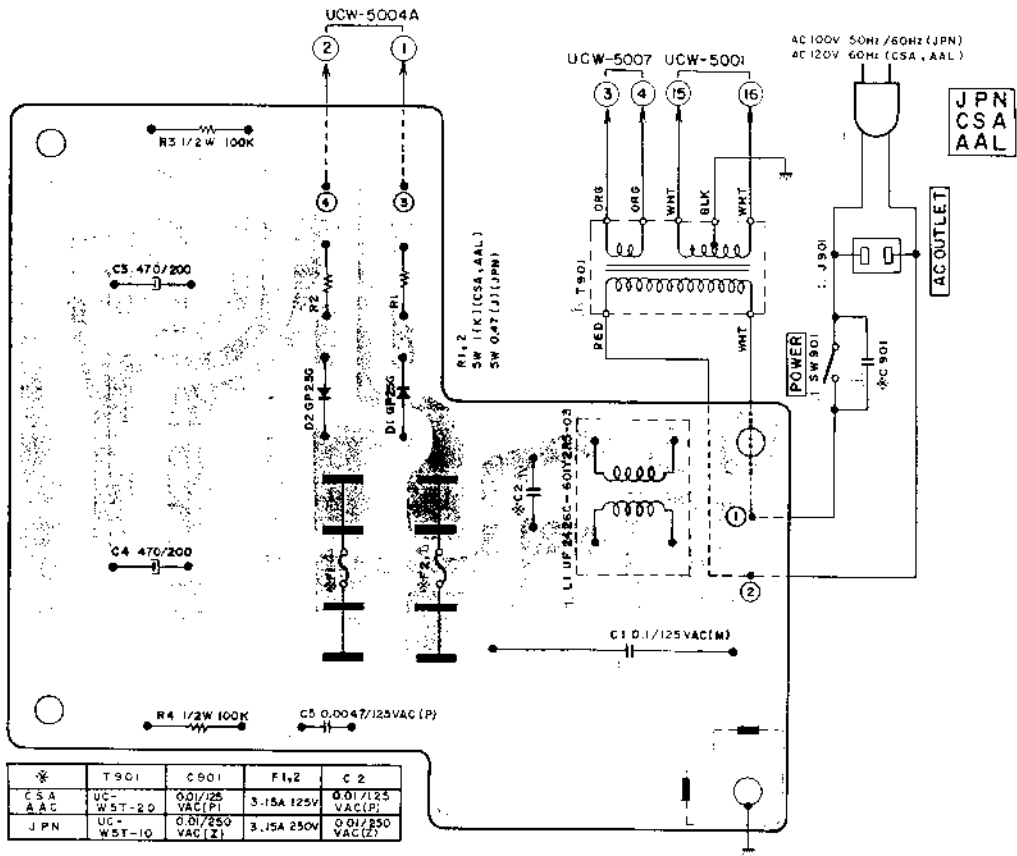 UCW-5004A
2 1
UCW-5007 UCW-5001
3 4 15 16
AC100V 50Hz/60Hz(JPN)
AC120V 60Hz(CSA,AAL)
JPN
CSA
AAL
R3 1/2W 100K
4 3
ORG ORG WHT BLK WHT
T901
RED WHT
J901
AC OUTLET
C3 470/200
R2 R1
R1,2
5W 1(K)(CSA,AAL)
5W 0.47(J)(JPN)
POWER
SW901
※C901
D2 GP25G D1 GP25G
※C2
L1 UF2426C-601Y2R5-03
1
2
C4 470/200
※F1 ※F2
C1 0.1/125VAC(M)
R4 1/2W 100K C5 0.0047/125VAC(P)
※ T901 C901 F1,2 C2
CSA AAC UC-W5T-20 0.01/125 VAC(P) 3.15A 125V 0.01/125 VAC(P)
JPN UC-W5T-10 0.01/250 VAC(Z) 3.15A 250V 0.01/250 VAC(Z)